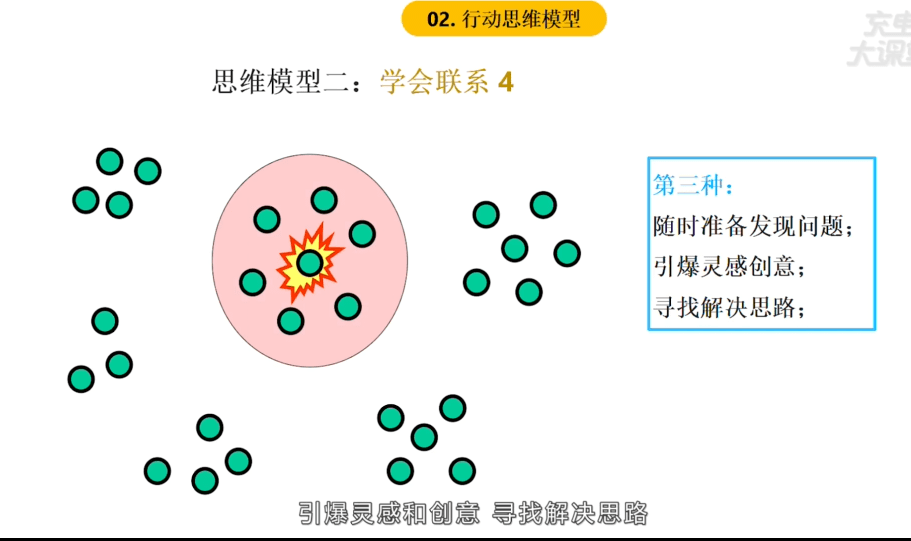 02. 行动思维模型
充电
大课堂
思维模型二：学会联系 4
第三种：
随时准备发现问题；
引爆灵感创意；
寻找解决思路；
引爆灵感和创意 寻找解决思路